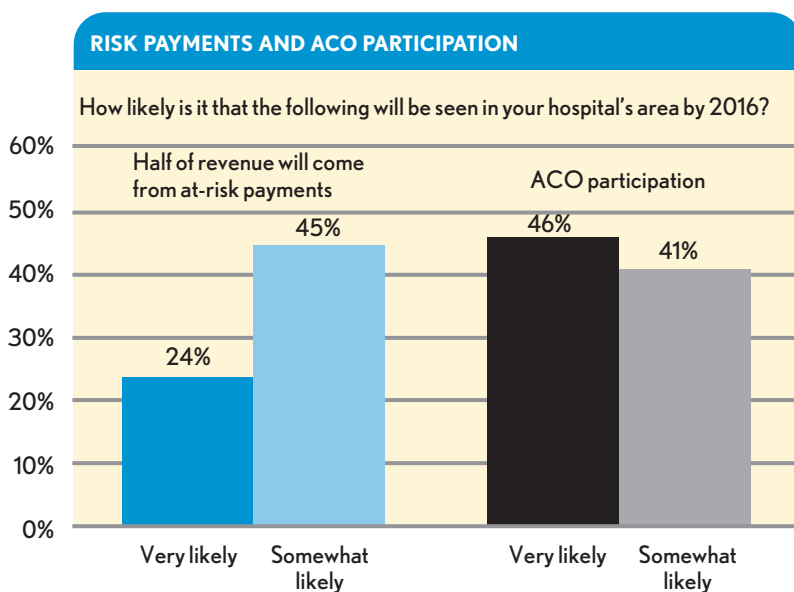 RISK PAYMENTS AND ACO PARTICIPATION
How likely is it that the following will be seen in your hospital’s area by 2016?
60%
50%
40%
30%
20%
10%
0%
Half of revenue will come
from at-risk payments
24%
45%
Very likely
Somewhat
likely
ACO participation
46%
41%
Very likely
Somewhat
likely